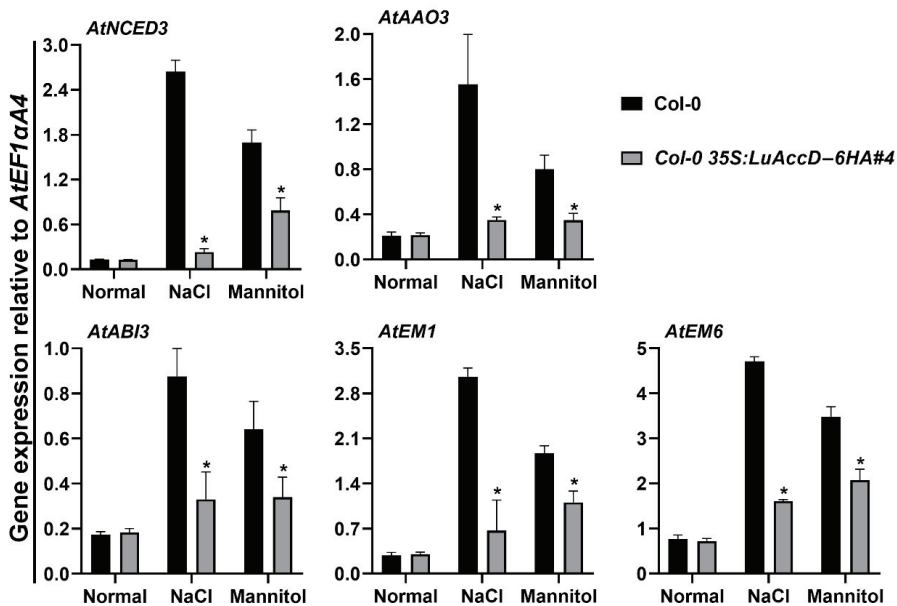 Gene expression relative to AtEF1αA4
AtNCED3
3.0
2.4
1.8
1.2
0.6
0.0
Normal NaCl Mannitol
AtAAO3
2.0
1.6
1.2
0.8
0.4
0.0
Normal NaCl Mannitol
* * * *
Col-0
Col-0 35S:LuAccD–6HA#4
AtABI3
1.0
0.8
0.6
0.4
0.2
0.0
Normal NaCl Mannitol
AtEM1
3.5
2.8
2.1
1.4
0.7
0.0
Normal NaCl Mannitol
AtEM6
5
4
3
2
1
0
Normal NaCl Mannitol
* * * * * *